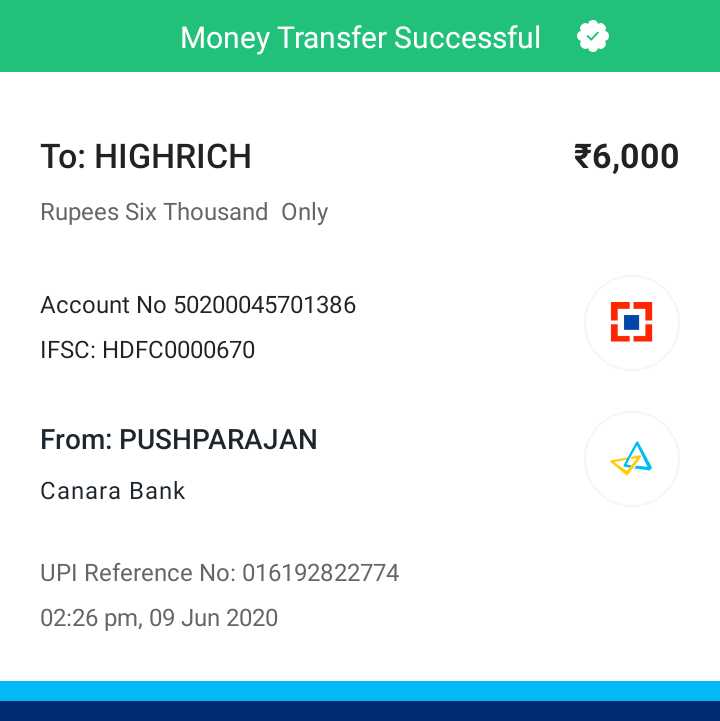 Money Transfer Successful
To: HIGHRICH
₹6,000
Rupees Six Thousand Only
Account No 50200045701386
IFSC: HDFC0000670
From: PUSHPARAJAN
Canara Bank
UPI Reference No: 016192822774
02:26 pm, 09 Jun 2020